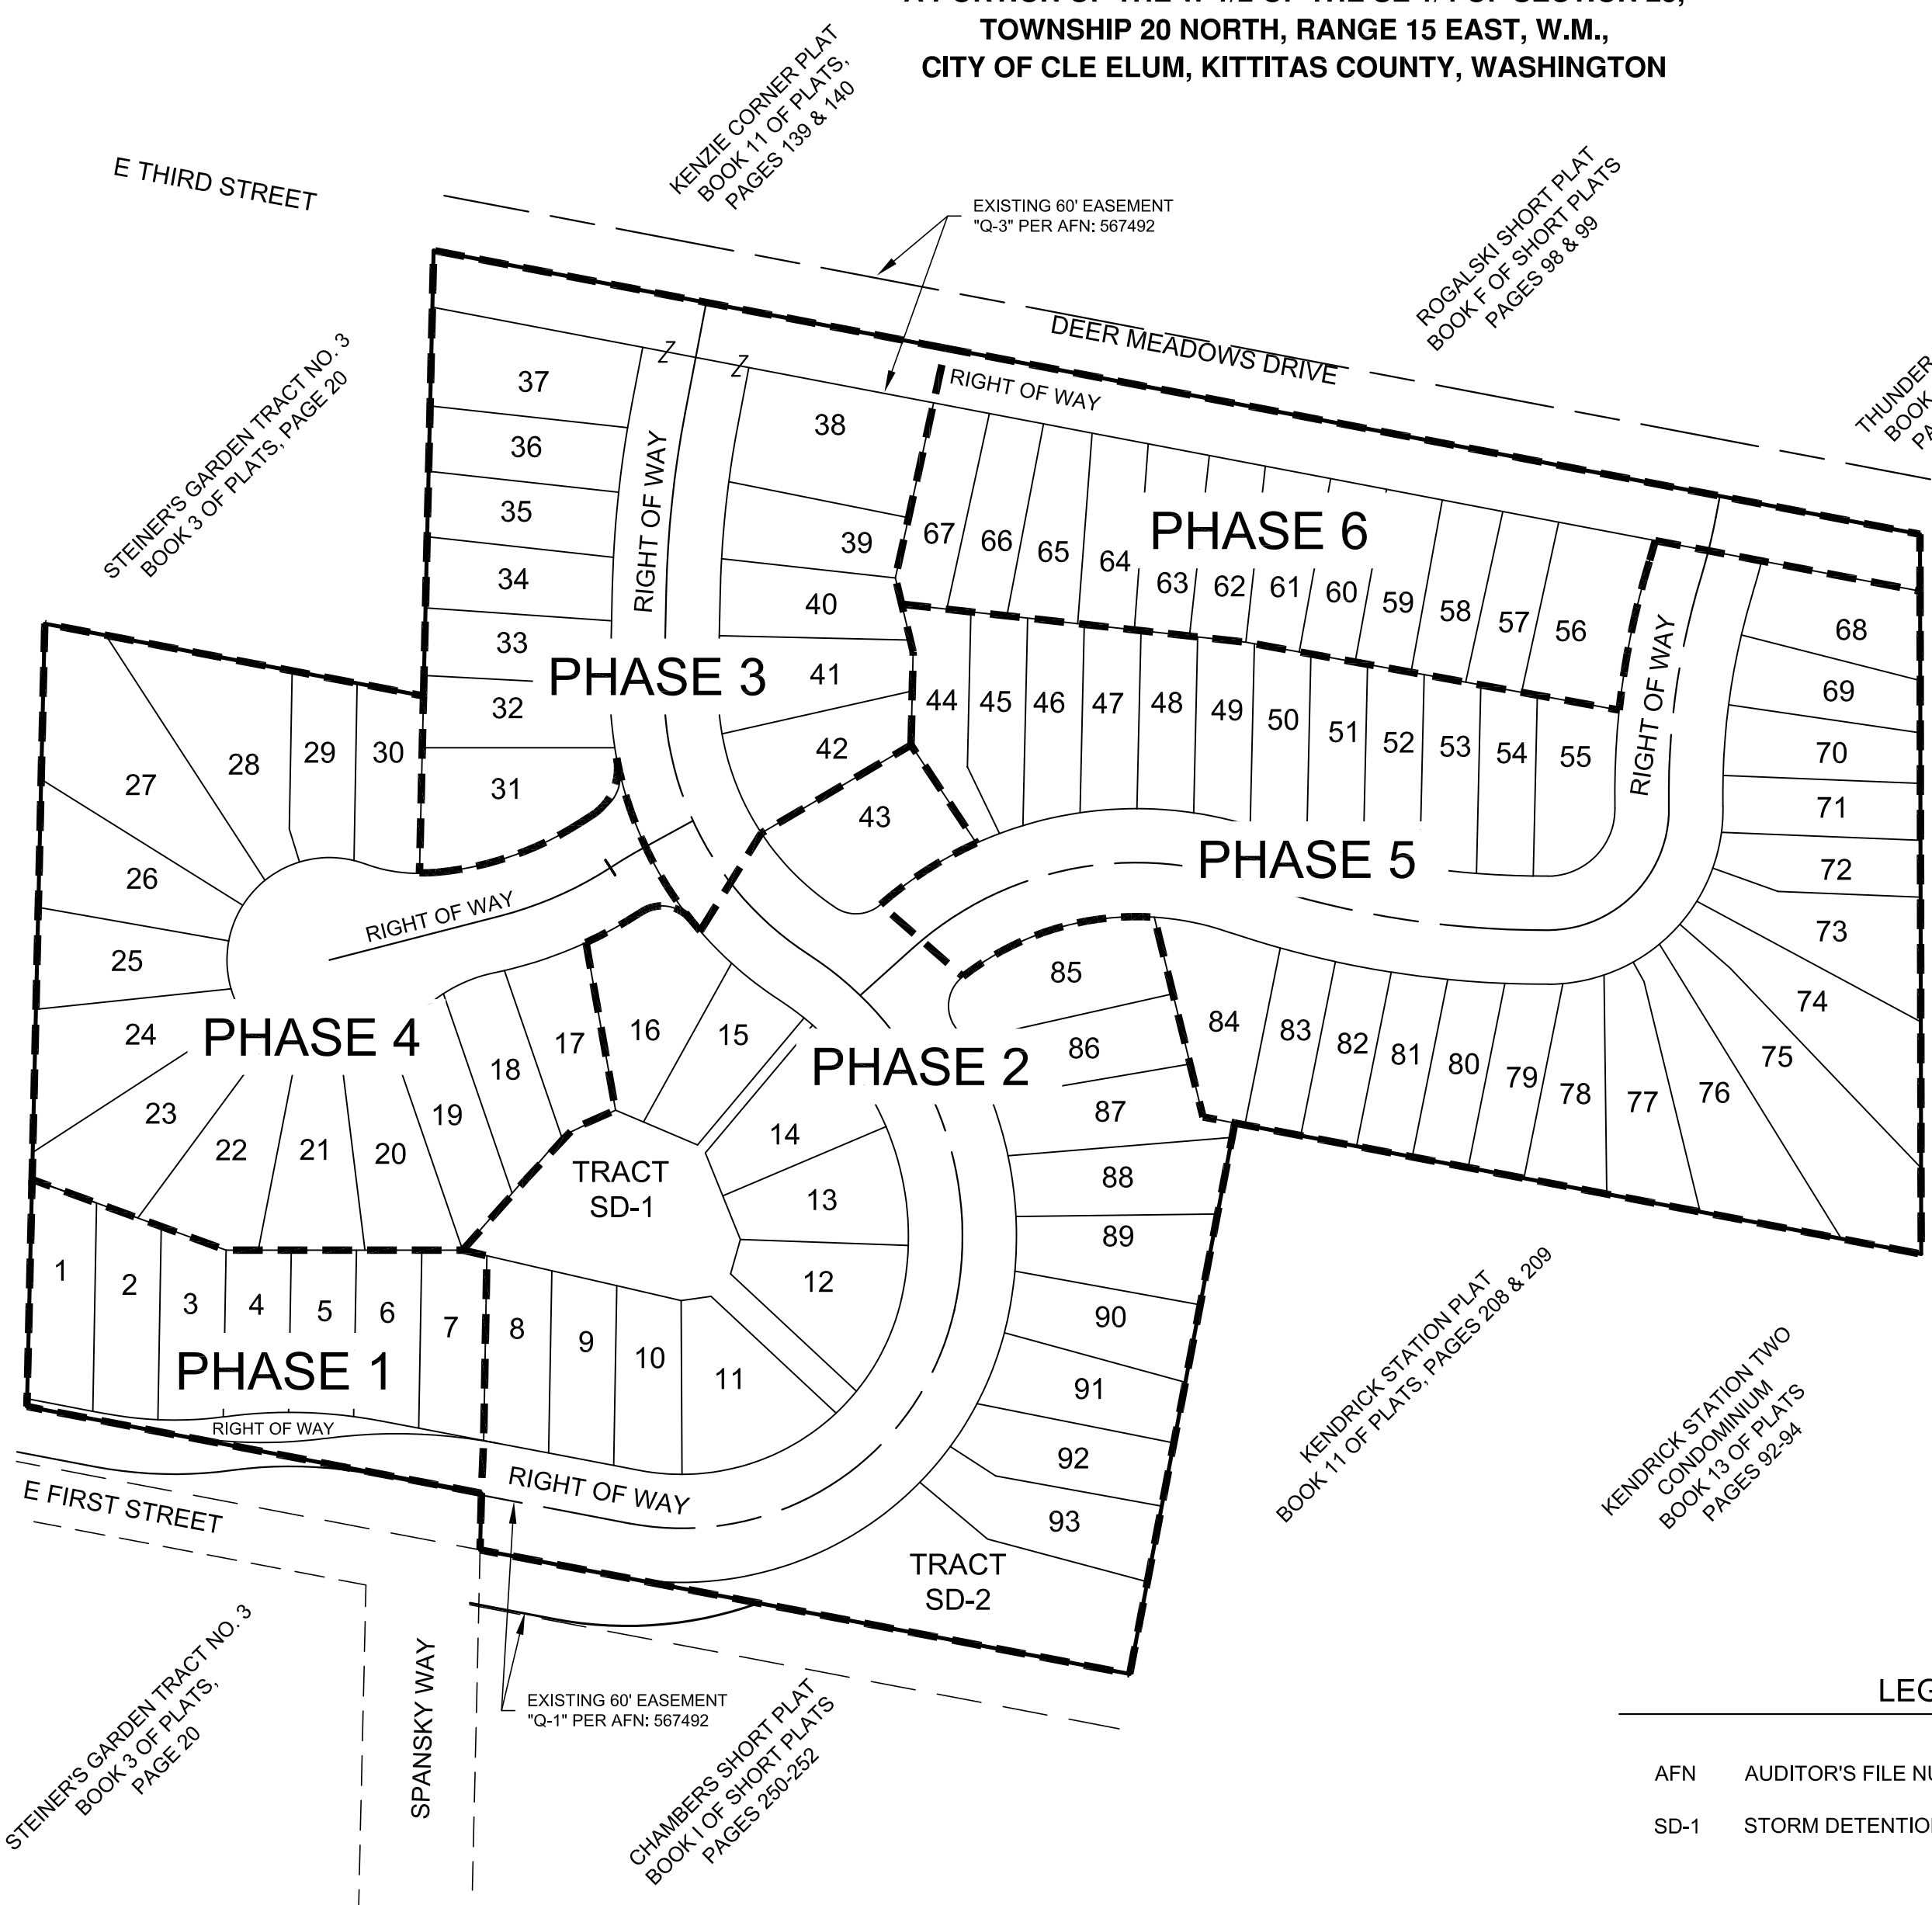 TOWNSHIP 20 NORTH, RANGE 15 EAST, W.M.,
CITY OF CLE ELUM, KITTITAS COUNTY, WASHINGTON
KENZIE CORNER PLAT
BOOK 11 OF PLATS,
PAGES 139 & 140
E THIRD STREET
EXISTING 60' EASEMENT
"Q-3" PER AFN: 567492
ROGALSKI SHORT PLAT
BOOK F OF SHORT PLATS
PAGES 98 & 99
DEER MEADOWS DRIVE
RIGHT OF WAY
THUNDER
BOOK
STEINER'S GARDEN TRACT NO. 3
BOOK 3 OF PLATS, PAGE 20
Z
Z
37
36
35
34
33
32
31
RIGHT OF WAY
PHASE 3
38
39
40
41
42
43
67
66
65
64
63
62
61
60
59
58
57
56
PHASE 6
RIGHT OF WAY
68
69
70
71
72
73
74
75
76
77
78
79
80
81
82
83
84
44
45
46
47
48
49
50
51
52
53
54
55
PHASE 5
30
29
28
27
26
25
24
23
22
21
20
19
18
17
RIGHT OF WAY
PHASE 4
16
15
14
13
12
11
10
9
8
TRACT
SD-1
PHASE 2
85
86
87
88
89
90
91
92
93
TRACT
SD-2
1
2
3
4
5
6
7
PHASE 1
RIGHT OF WAY
RIGHT OF WAY
E FIRST STREET
KENDRICK STATION PLAT
BOOK 11 OF PLATS, PAGES 208 & 209
KENDRICK STATION TWO
CONDOMINIUM
BOOK 13 OF PLATS
PAGES 92-94
STEINER'S GARDEN TRACT NO. 3
BOOK 3 OF PLATS,
PAGE 20
SPANSKY WAY
EXISTING 60' EASEMENT
"Q-1" PER AFN: 567492
CHAMBERS SHORT PLAT
BOOK I OF SHORT PLATS
PAGES 250-252
AFN AUDITOR'S FILE
SD-1 STORM